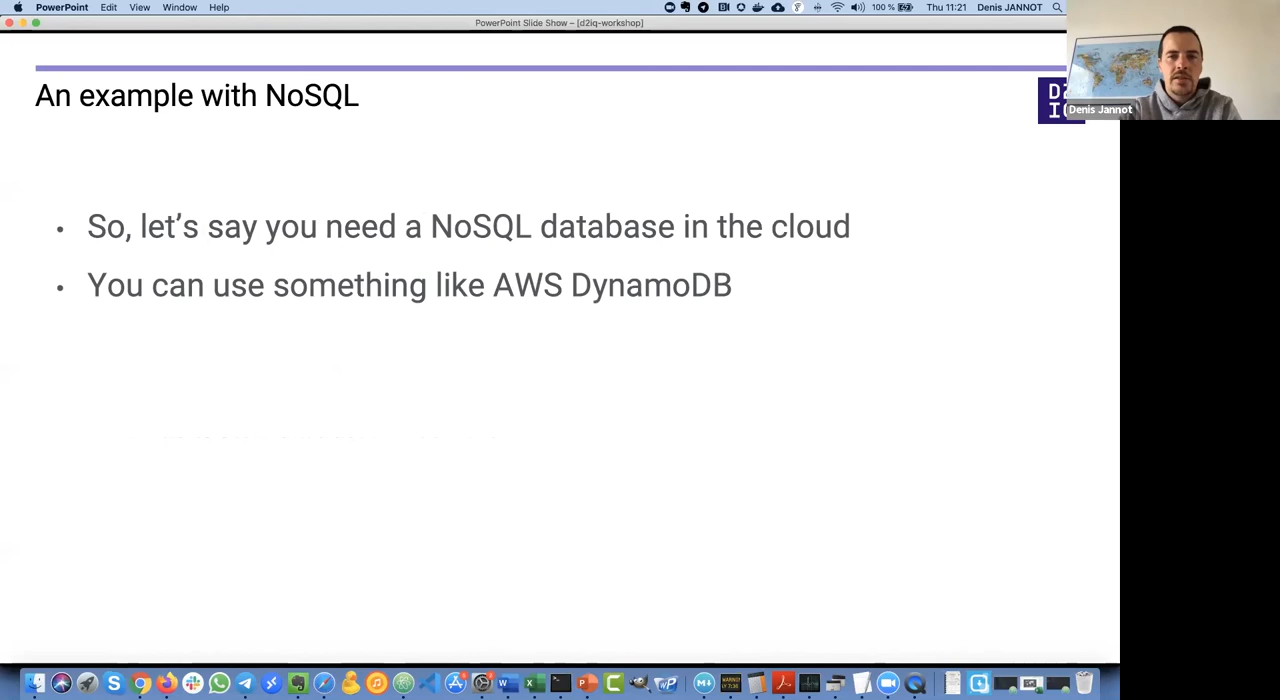 PowerPoint Edit View Window Help 100 % Thu 11:21 Denis JANNOT
PowerPoint Slide Show – [d2iq-workshop]
An example with NoSQL
Denis Jannot
• So, let’s say you need a NoSQL database in the cloud
• You can use something like AWS DynamoDB